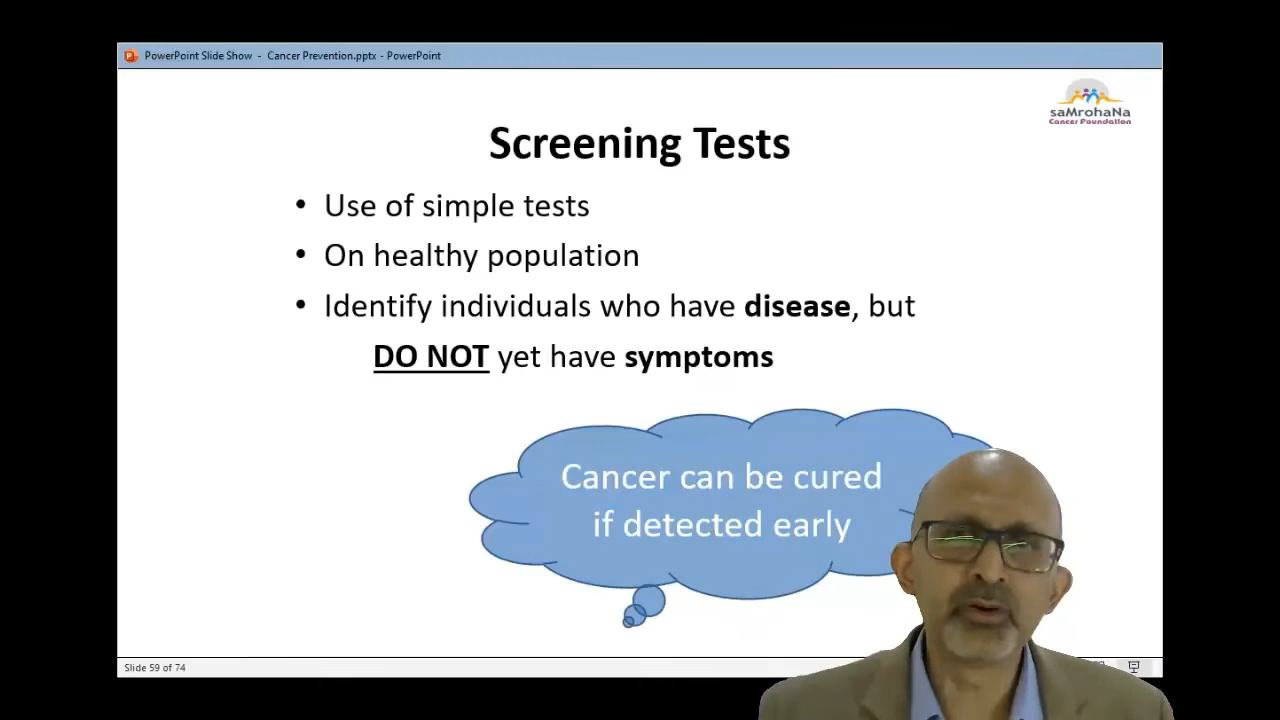 PowerPoint Slide Show - Cancer Prevention.pptx - PowerPoint
saMrohaNa
Cancer Foundation
Screening Tests
• Use of simple tests
• On healthy population
• Identify individuals who have disease, but
DO NOT yet have symptoms
Cancer can be cured
if detected early
Slide 59 of 74